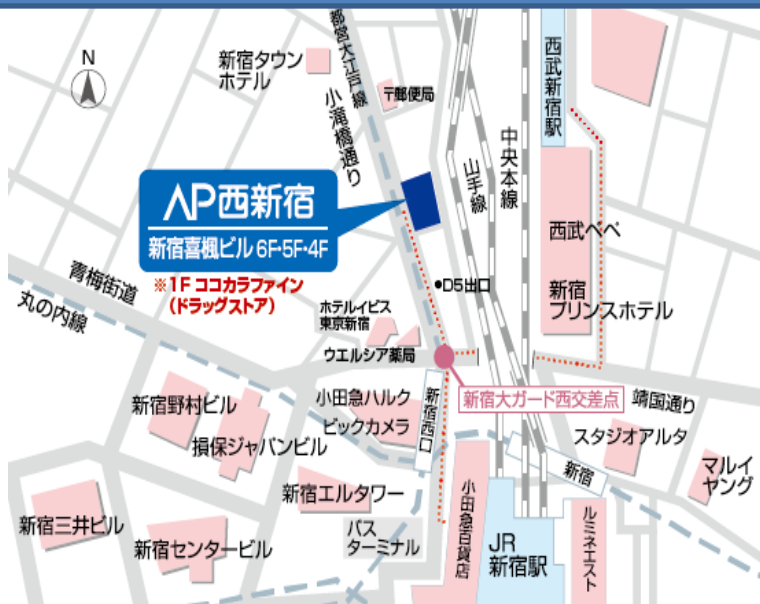 N
新宿タウン
ホテル
都営大江戸線
小滝橋通り
〒郵便局
西武新宿駅
中央本線
山手線
AP西新宿
新宿喜楓ビル 6F・5F・4F
※1F ココカラファイン
(ドラッグストア)
西武ペペ
新宿
プリンスホテル
●D5出口
青梅街道
丸の内線
ホテルイビス
東京新宿
ウエルシア薬局
新宿大ガード西交差点
靖国通り
新宿野村ビル
損保ジャパンビル
小田急ハルク
ビックカメラ
新宿西口
スタジオアルタ
新宿
マルイ
ヤング
新宿エルタワー
新宿三井ビル
新宿センタービル
バス
ターミナル
小田急百貨店
JR
新宿駅
ルミネエスト